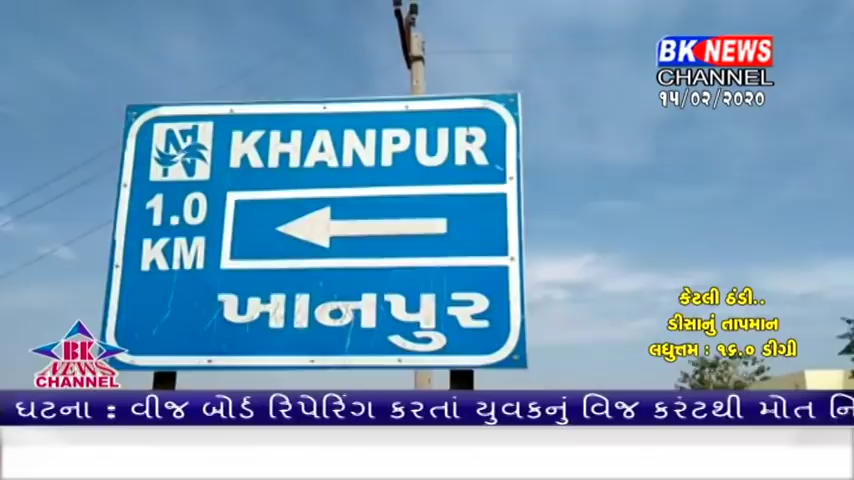 BK NEWS
CHANNEL
૧૫/૦૨/૨૦૨૦
KHANPUR
1.0
KM
ખાનપુર
કેટલી ઠંડી..
ડીસાનું તાપમાન
લઘુત્તમ : ૧૬.૦ ડીગ્રી
BK
NEWS
CHANNEL
ઘટના : વીજ બોર્ડ રિપેરિંગ કરતાં યુવકનું વિજ કરંટથી મોત નિ